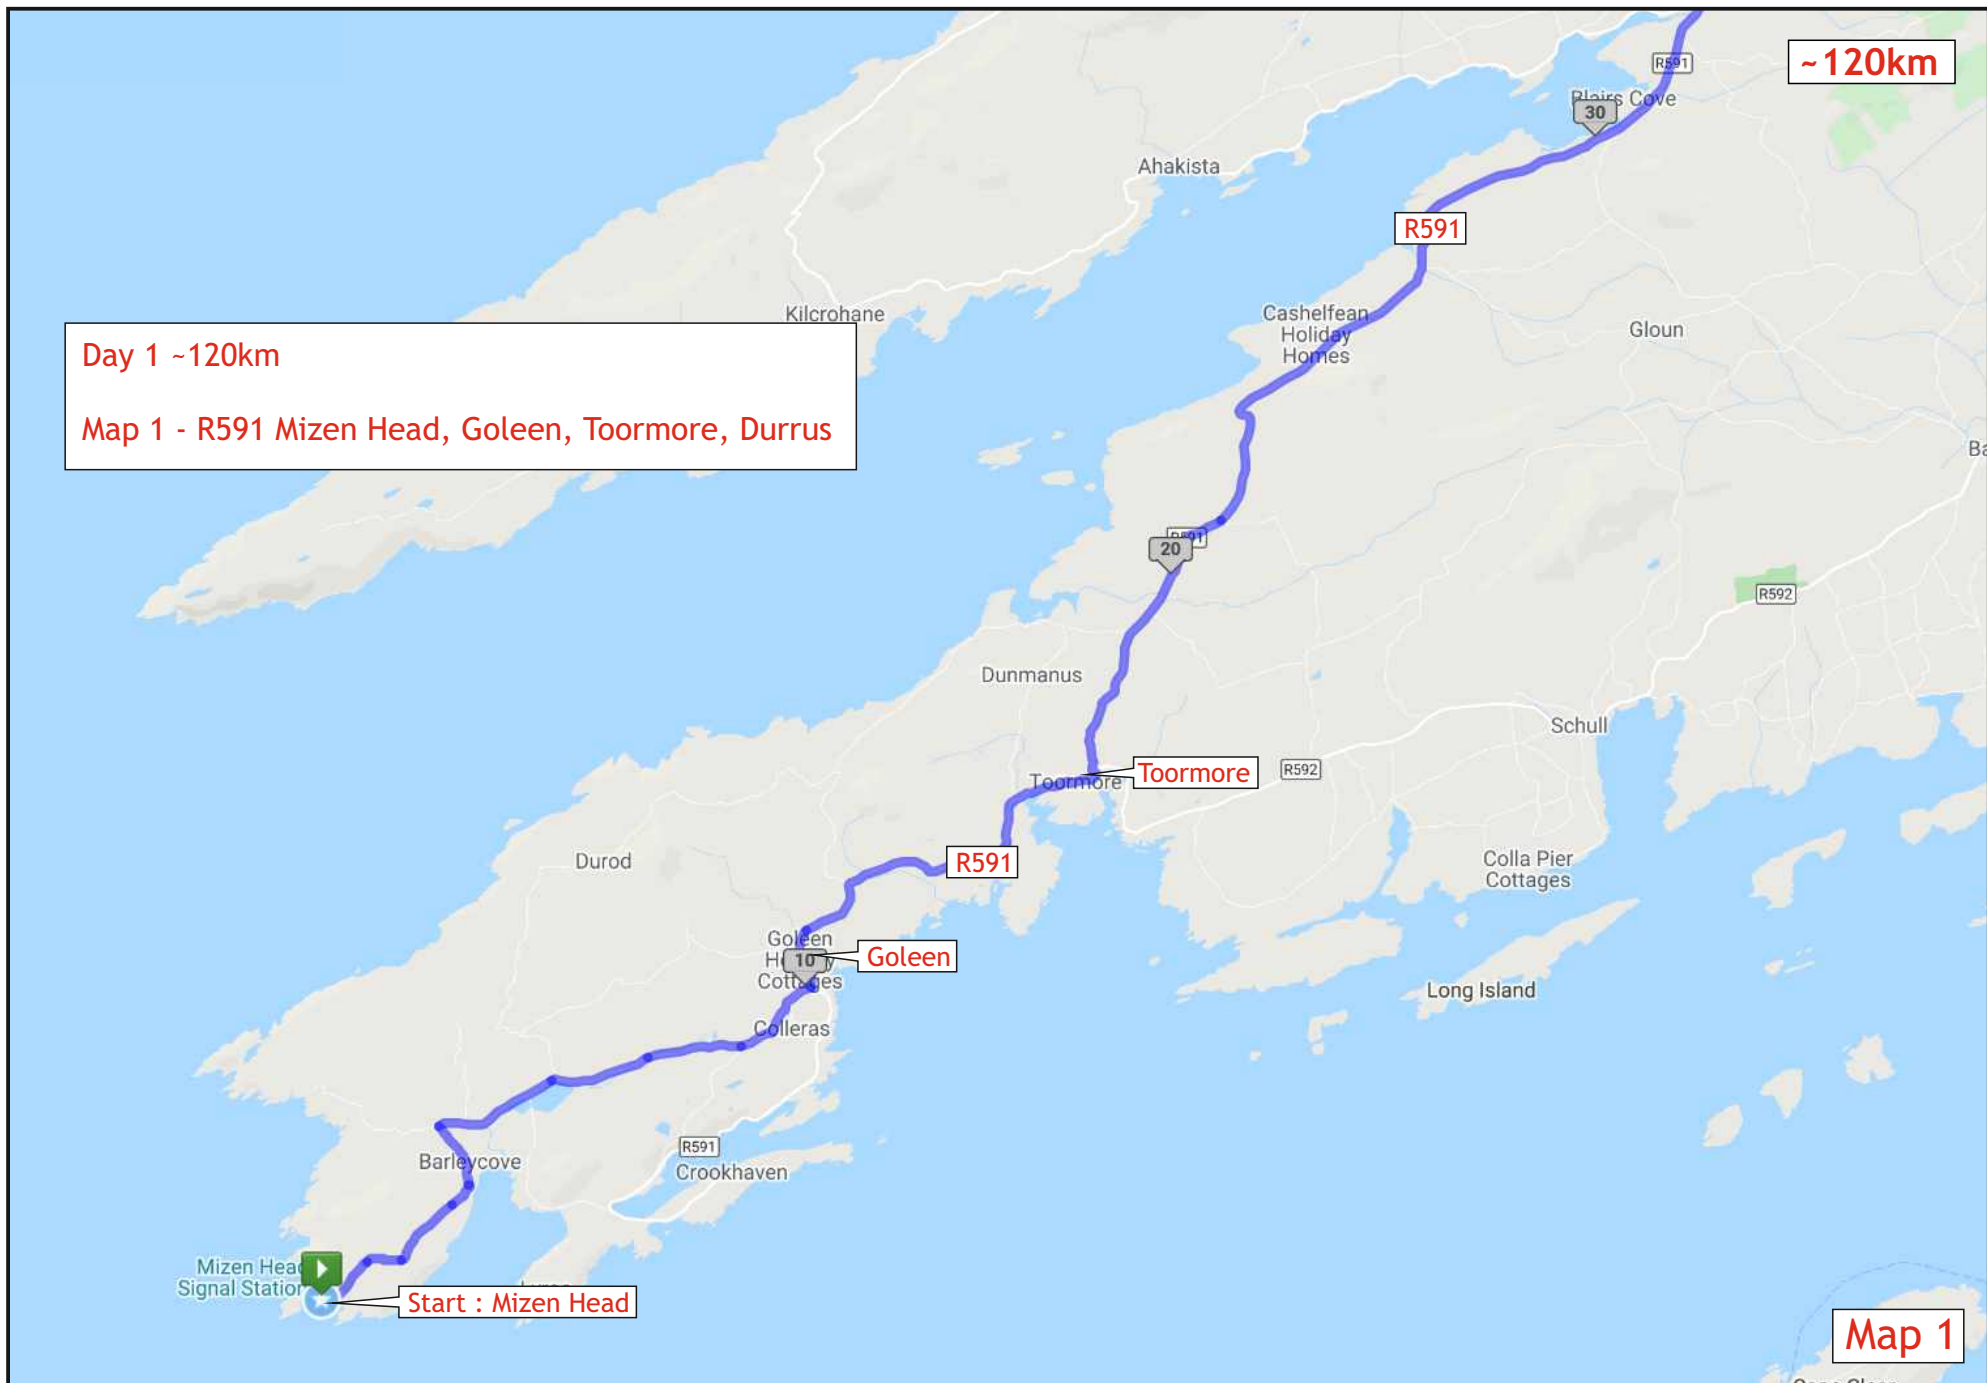 ~120km
R591
Blairs Cove
30
Ahakista
R591
Kilcrohane
Cashelfean
Holiday
Homes
Gloun
Day 1 ~120km
Map 1 - R591 Mizen Head, Goleen, Toormore, Durrus
R591
20
R592
Dunmanus
Schull
Toormore
Toormore
R592
Durod
R591
Colla Pier
Cottages
Goleen
10
Cottages
Goleen
Long Island
Colleras
R591
Barleycove
Crookhaven
Mizen Head
Signal Station
Start : Mizen Head
Map 1